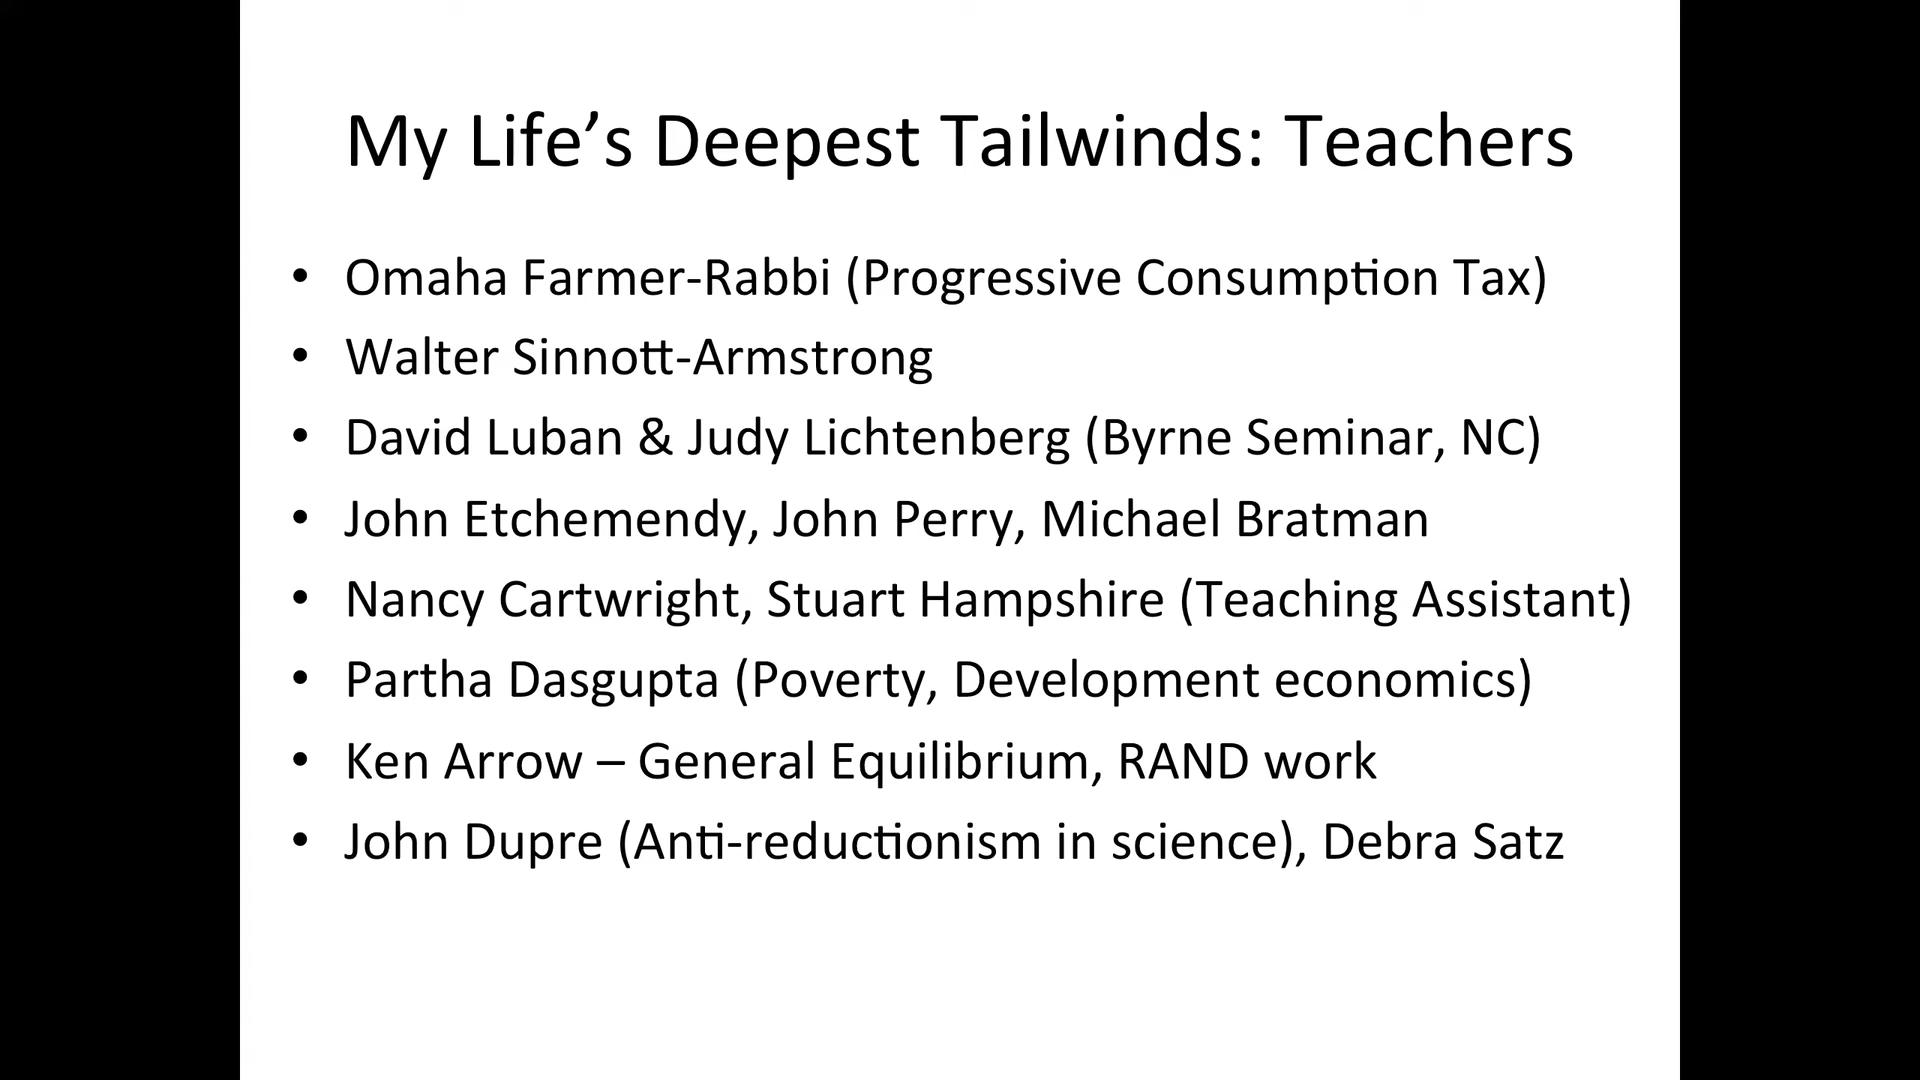 My Life’s Deepest Tailwinds: Teachers
• Omaha Farmer-Rabbi (Progressive Consumption Tax)
• Walter Sinnott-Armstrong
• David Luban & Judy Lichtenberg (Byrne Seminar, NC)
• John Etchemendy, John Perry, Michael Bratman
• Nancy Cartwright, Stuart Hampshire (Teaching Assistant)
• Partha Dasgupta (Poverty, Development economics)
• Ken Arrow – General Equilibrium, RAND work
• John Dupre (Anti-reductionism in science), Debra Satz